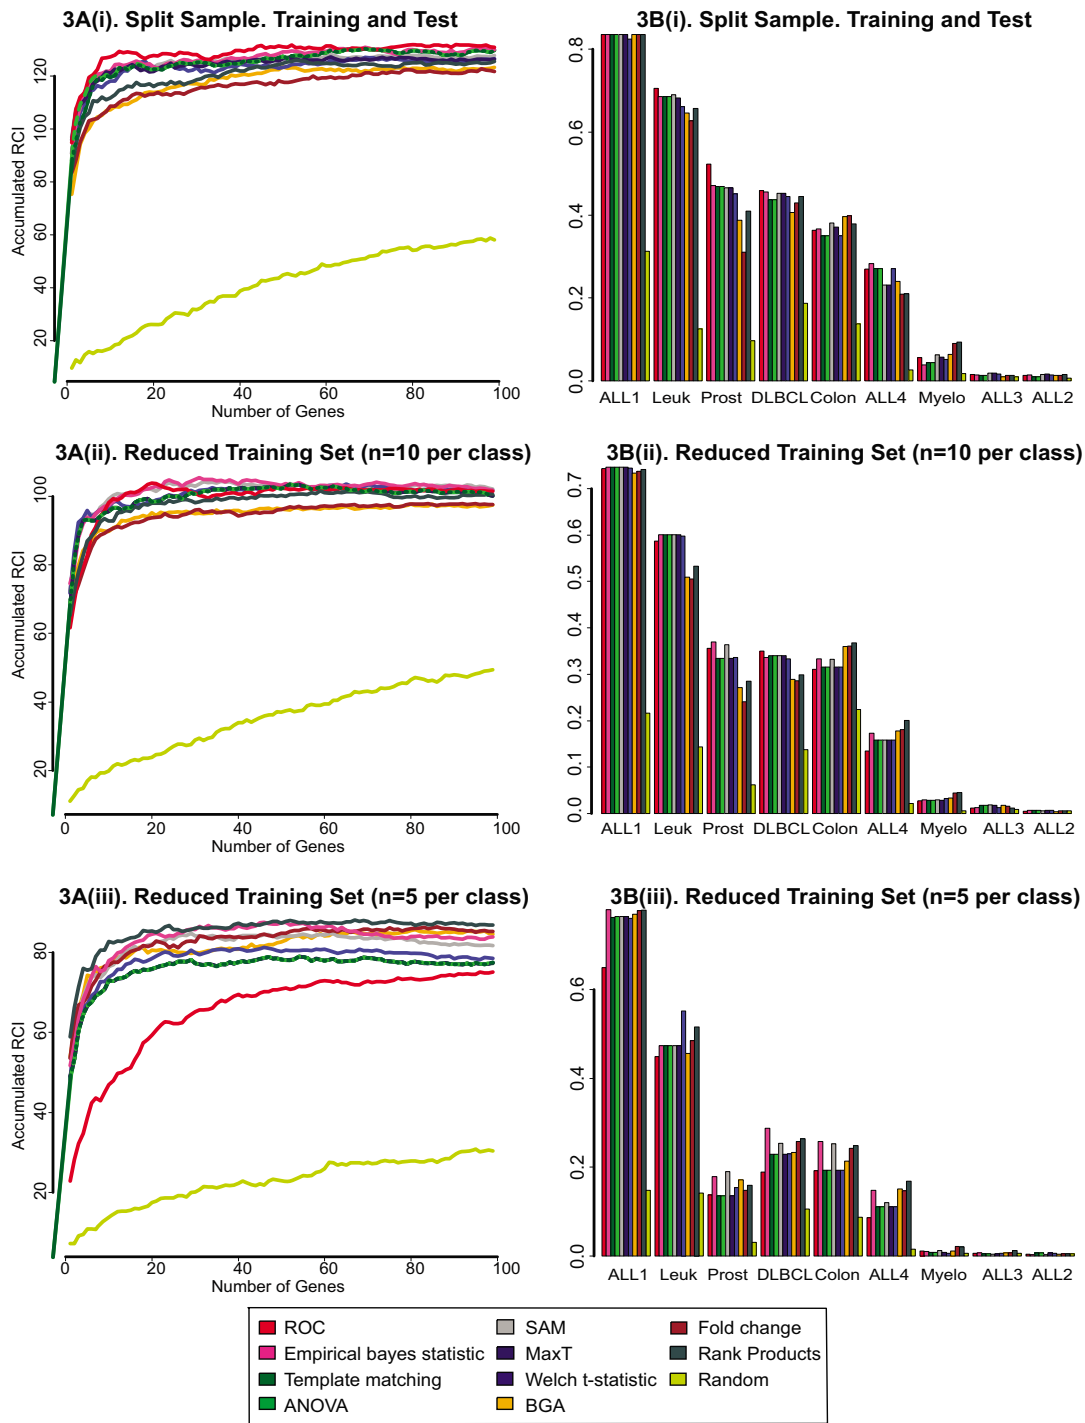 3A(i). Split Sample. Training and Test
Accumulated RCI
20
40
60
80
100
120
0
20
40
60
80
100
Number of Genes
3B(i). Split Sample. Training and Test
0.0
0.2
0.4
0.6
0.8
ALL1 Leuk Prost DLBCL Colon ALL4 Myelo ALL3 ALL2
3A(ii). Reduced Training Set (n=10 per class)
Accumulated RCI
20
40
60
80
100
0
20
40
60
80
100
Number of Genes
3B(ii). Reduced Training Set (n=10 per class)
0.0
0.1
0.2
0.3
0.4
0.5
0.6
0.7
ALL1 Leuk Prost DLBCL Colon ALL4 Myelo ALL3 ALL2
3A(iii). Reduced Training Set (n=5 per class)
Accumulated RCI
20
40
60
80
0
20
40
60
80
100
Number of Genes
3B(iii). Reduced Training Set (n=5 per class)
0.0
0.2
0.4
0.6
ALL1 Leuk Prost DLBCL Colon ALL4 Myelo ALL3 ALL2
ROC
Empirical bayes statistic
Template matching
ANOVA
SAM
MaxT
Welch t-statistic
BGA
Fold change
Rank Products
Random